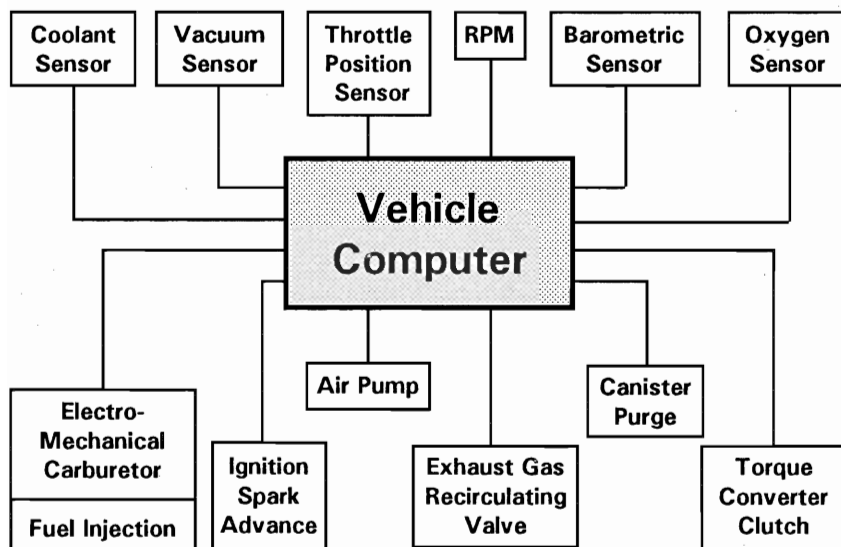 Coolant
Sensor
Vacuum
Sensor
Throttle
Position
Sensor
RPM
Barometric
Sensor
Oxygen
Sensor
Vehicle
Computer
Electro-
Mechanical
Carburetor
Fuel Injection
Ignition
Spark
Advance
Air Pump
Exhaust Gas
Recirculating
Valve
Canister
Purge
Torque
Converter
Clutch